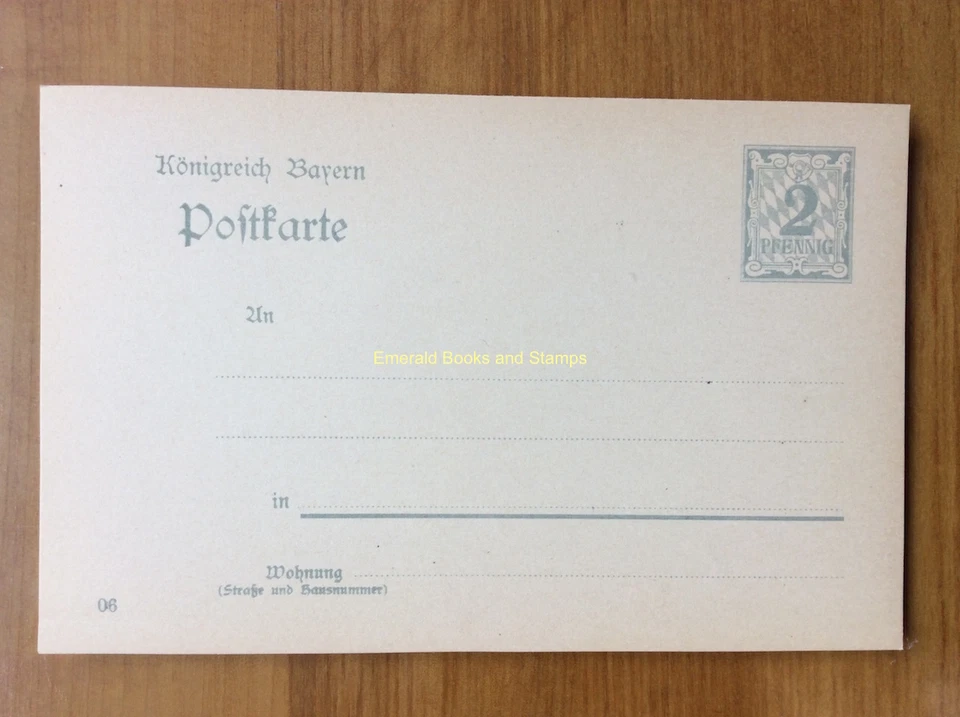 Königreich Bayern
Poſtkarte
2
PFENNIG
An
Emerald Books and Stamps
in
Wohnung
(Straße und Hausnummer)
06